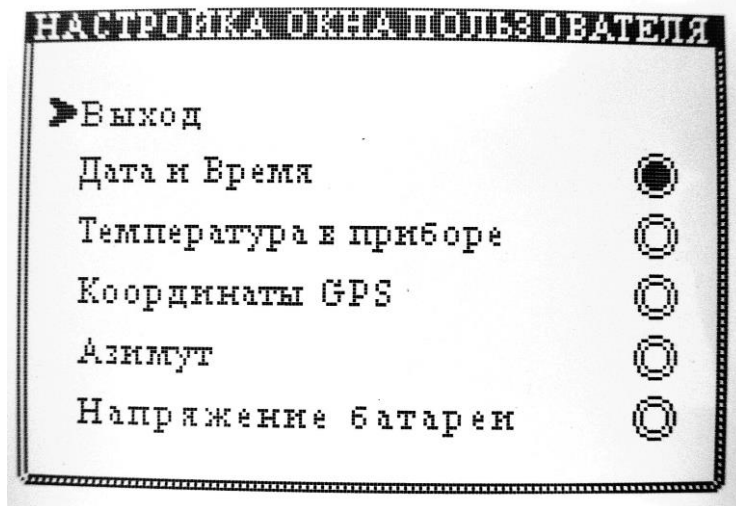 НАСТРОЙКА ОКНА ПОЛЬЗОВАТЕЛЯ
Выход
Дата и Время
Температура в приборе
Координаты GPS
Азимут
Напряжение батареи